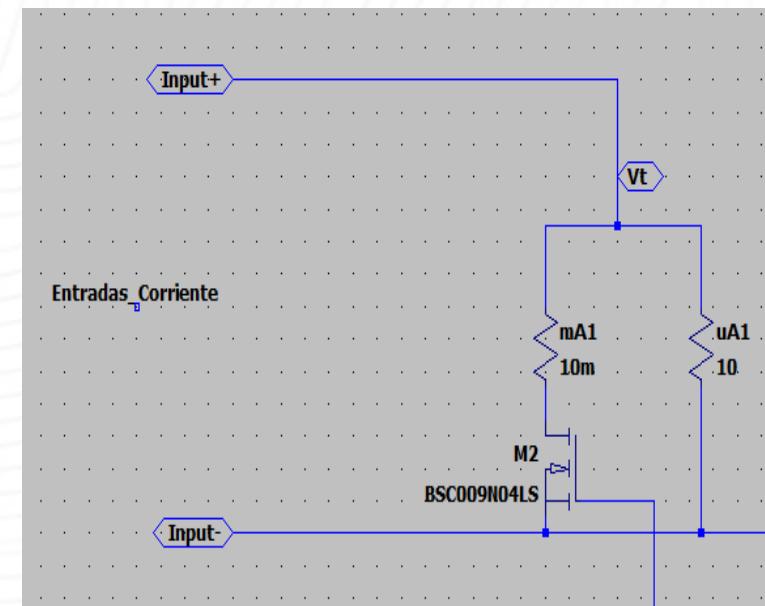 Input+
Vt
Entradas_Corriente
mA1
10m
uA1
10
M2
BSC009N04LS
Input-